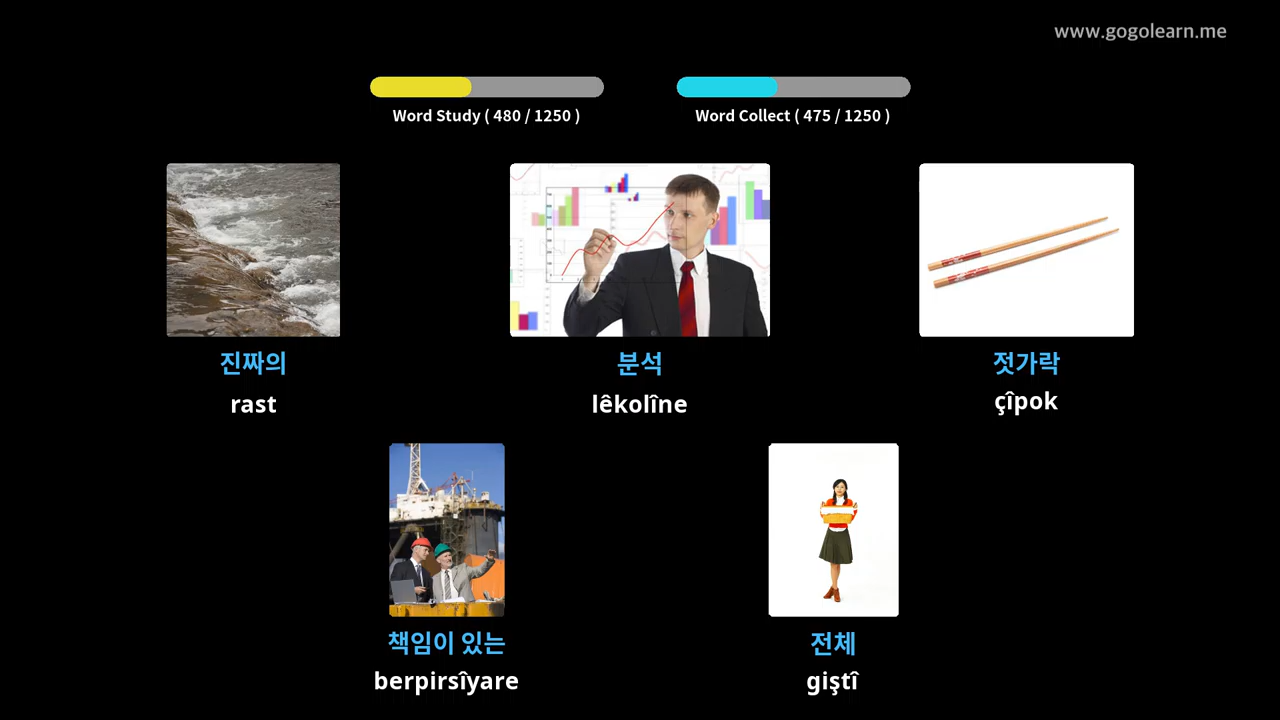 www.gogolearn.me
Word Study ( 480 / 1250 )
Word Collect ( 475 / 1250 )
진짜의
rast
분석
lêkolîne
젓가락
çîpok
책임이 있는
berpirsîyare
전체
giştî